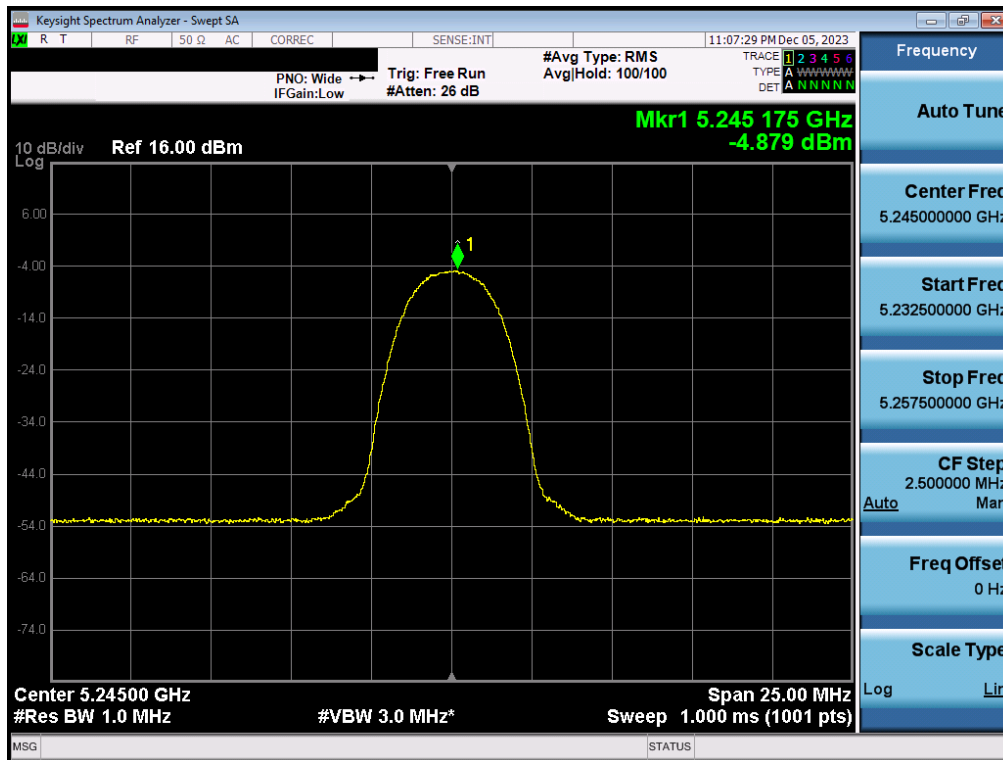 Keysight Spectrum Analyzer - Swept SA
LXI R T RF 50 Ω AC CORREC SENSE:INT 11:07:29 PM Dec 05, 2023
PNO: Wide
IFGain:Low
Trig: Free Run
#Atten: 26 dB
#Avg Type: RMS
Avg|Hold: 100/100
TRACE 1 2 3 4 5 6
TYPE A WWWWW
DET A N N N N N
Mkr1 5.245 175 GHz
-4.879 dBm
10 dB/div Ref 16.00 dBm
Log
1
6.00
-4.00
-14.0
-24.0
-34.0
-44.0
-54.0
-64.0
-74.0
Center 5.24500 GHz Span 25.00 MHz
#Res BW 1.0 MHz #VBW 3.0 MHz* Sweep 1.000 ms (1001 pts)
MSG STATUS
Frequency
Auto Tune
Center Freq
5.245000000 GHz
Start Freq
5.232500000 GHz
Stop Freq
5.257500000 GHz
CF Step
2.500000 MHz
Auto Man
Freq Offset
0 Hz
Scale Type
Log Lin